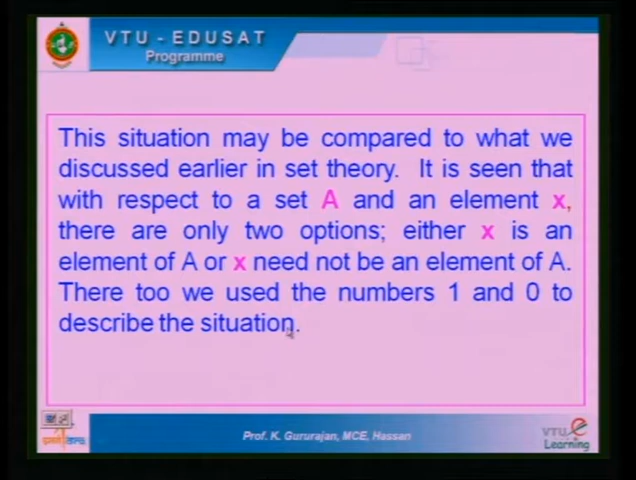 VTU - EDUSAT
Programme
This situation may be compared to what we
discussed earlier in set theory. It is seen that
with respect to a set A and an element x,
there are only two options; either x is an
element of A or x need not be an element of A.
There too we used the numbers 1 and 0 to
describe the situation.
Prof. K. Gururajan, MCE, Hassan
VTU e
Learning